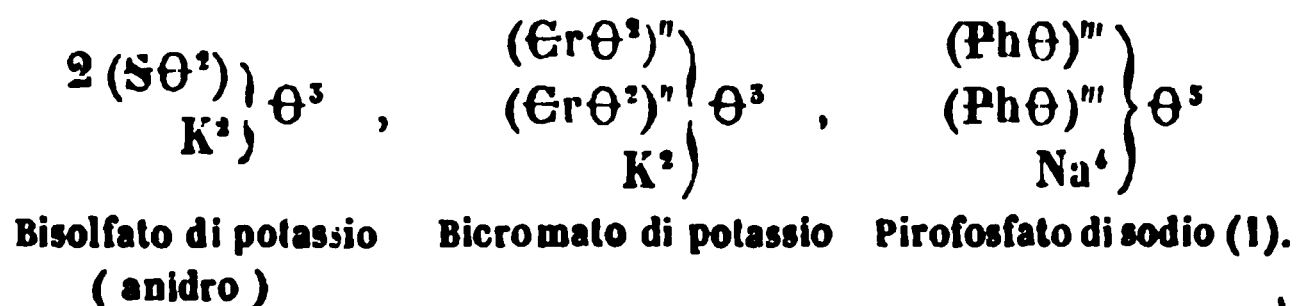 2 (SΘ²) } Θ³ , (CrΘ²)ⁿ } Θ³ , (PhΘ)‴ } Θ⁵
K² (CrΘ²)ⁿ (PhΘ)‴
K² Na⁴
Bisolfato di potassio Bicromato di potassio Pirofosfato di sodio (1).
( anidro )